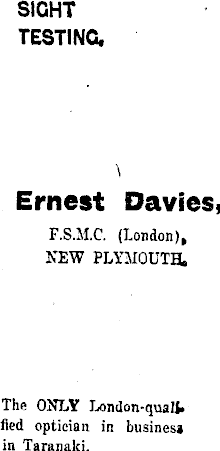 SIGHT
TESTING.
Ernest Davies,
F.S.M.C. (London),
NEW PLYMOUTH.
The ONLY London-quali-
fied optician in business
in Taranaki.